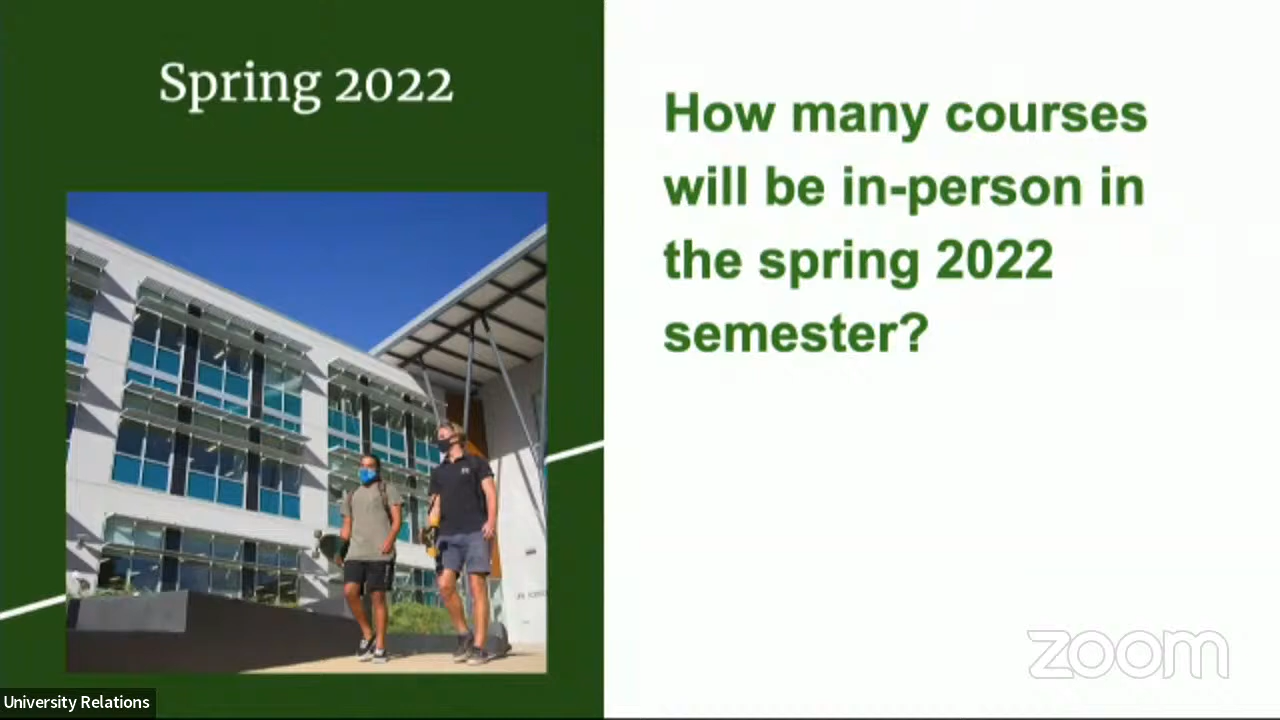 Spring 2022
How many courses
will be in-person in
the spring 2022
semester?
zoom
University Relations